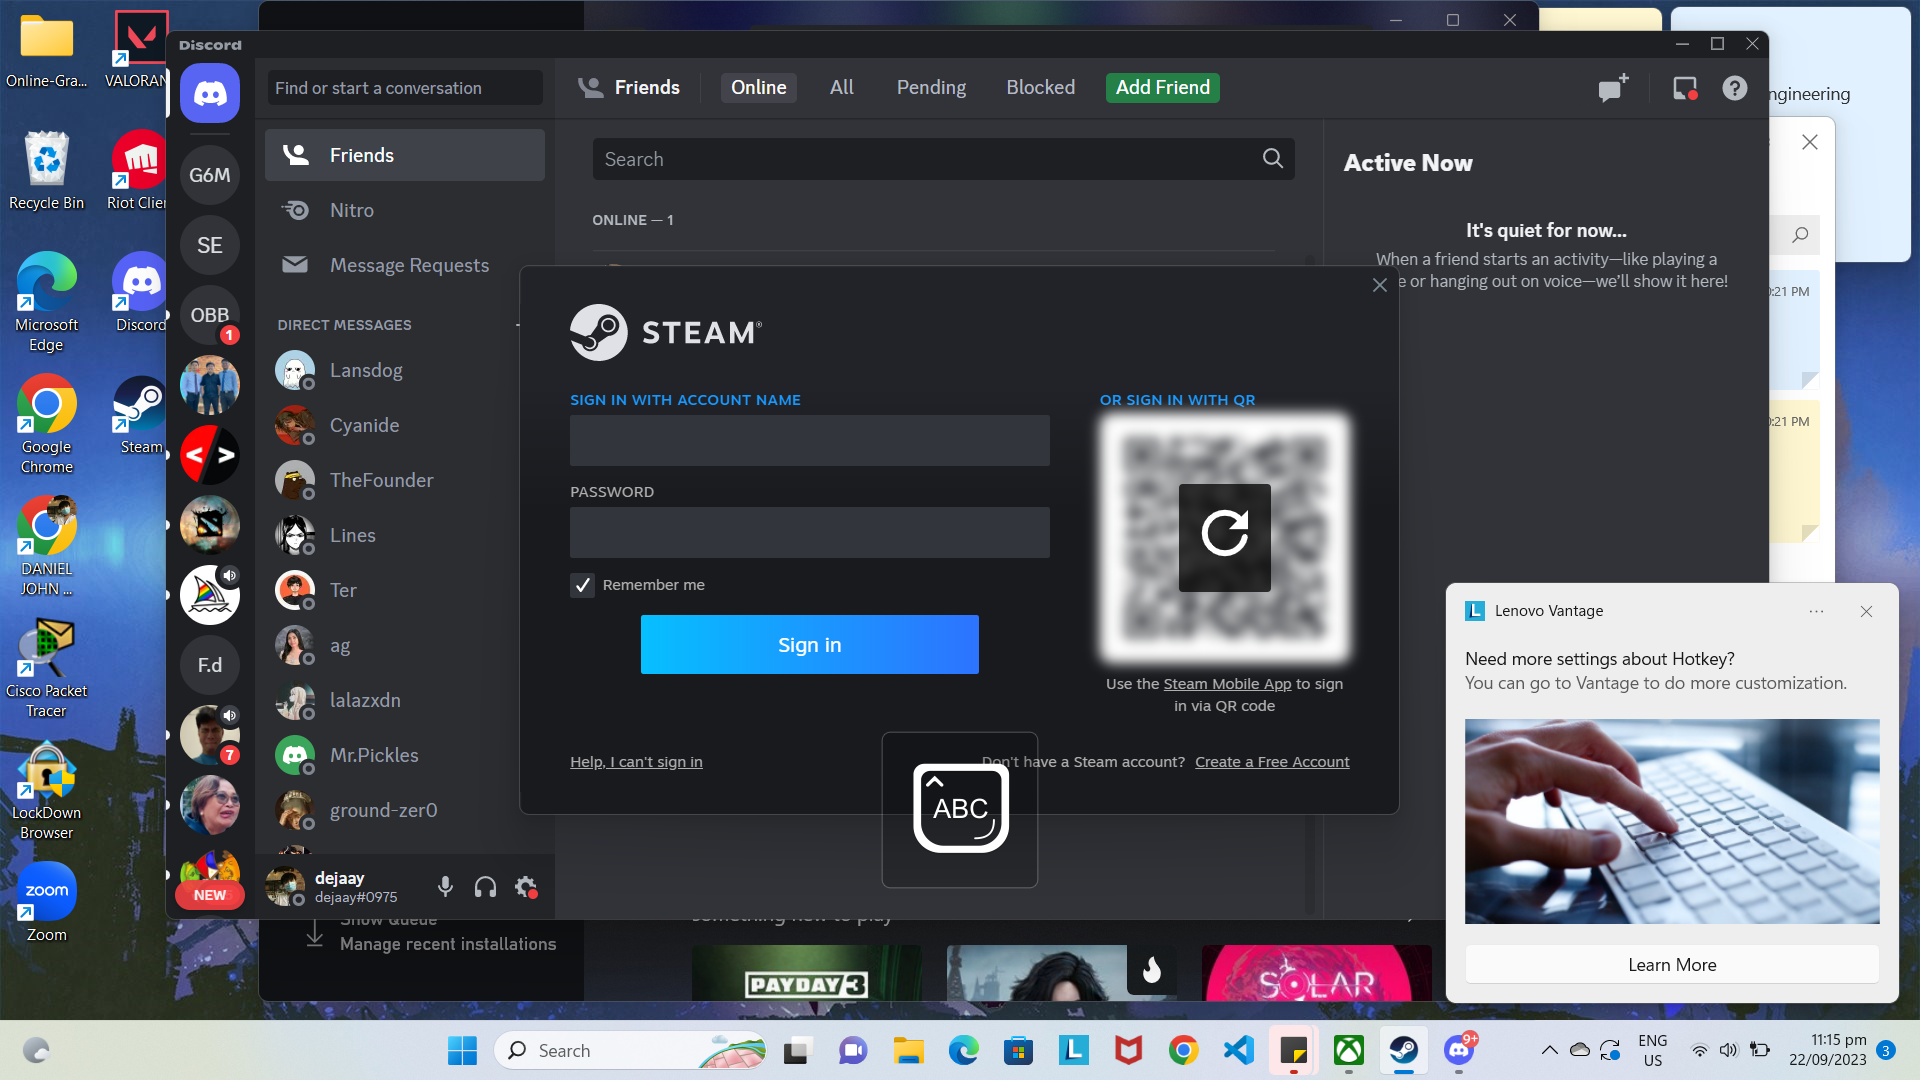 Online-Gra...
VALORAN
Recycle Bin
Riot Clien
Microsoft
Edge
Discord
Google
Chrome
Steam
DANIEL
JOHN ...
Cisco Packet
Tracer
LockDown
Browser
zoom
Zoom
Discord
G6M
SE
OBB
1
F.d
7
NEW
Find or start a conversation
Friends
Nitro
Message Requests
DIRECT MESSAGES
Lansdog
Cyanide
TheFounder
Lines
Ter
ag
lalazxdn
Mr.Pickles
ground-zer0
dejaay
dejaay#0975
Friends
Online
All
Pending
Blocked
Add Friend
Search
ONLINE — 1
Active Now
It's quiet for now...
When a friend starts an activity—like playing a
e or hanging out on voice—we'll show it here!
STEAM®
SIGN IN WITH ACCOUNT NAME
PASSWORD
Remember me
Sign in
Help, I can't sign in
OR SIGN IN WITH QR
Use the Steam Mobile App to sign
in via QR code
Don't have a Steam account? Create a Free Account
ABC
ngineering
:21 PM
:21 PM
Lenovo Vantage
Need more settings about Hotkey?
You can go to Vantage to do more customization.
Learn More
Show Queue
Manage recent installations
something new to play
PAYDAY 3
SOLAR
Search
L
9+
ENG
US
11:15 pm
22/09/2023
3